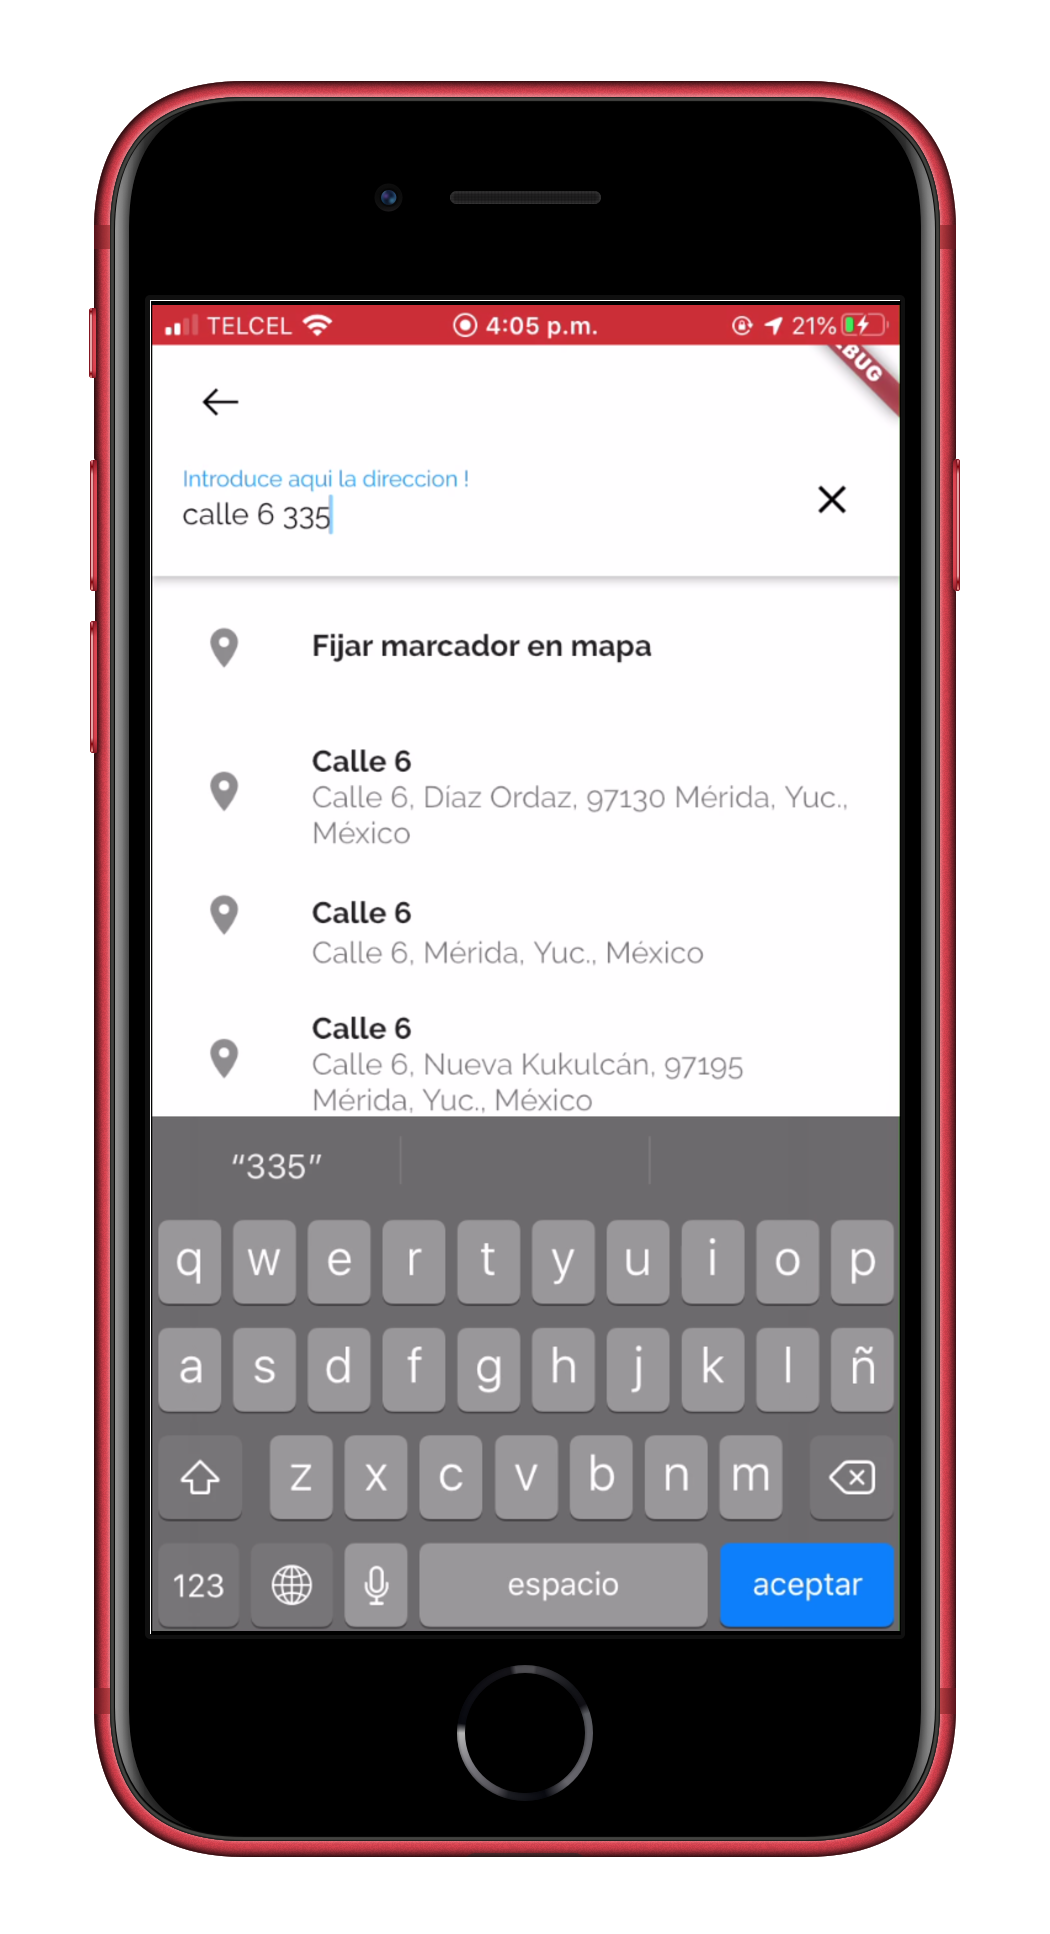 TELCEL 4:05 p.m. 21%
BUG
Introduce aqui la direccion !
calle 6 335
Fijar marcador en mapa
Calle 6
Calle 6, Díaz Ordaz, 97130 Mérida, Yuc.,
México
Calle 6
Calle 6, Mérida, Yuc., México
Calle 6
Calle 6, Nueva Kukulcán, 97195
Mérida, Yuc., México
“335”
q w e r t y u i o p
a s d f g h j k l ñ
z x c v b n m
123 espacio aceptar